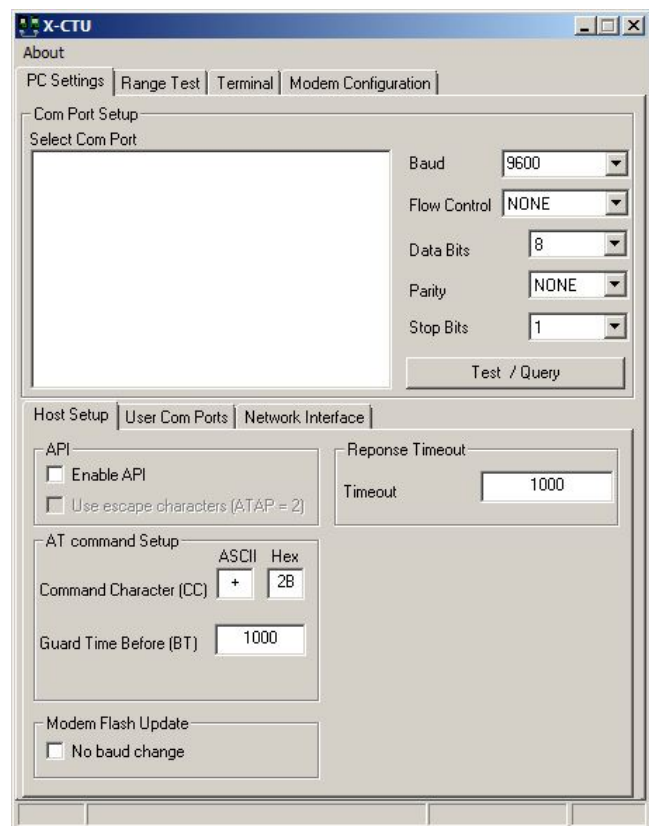 X-CTU
About
PC Settings Range Test Terminal Modem Configuration
Com Port Setup
Select Com Port
Baud 9600
Flow Control NONE
Data Bits 8
Parity NONE
Stop Bits 1
Test / Query
Host Setup User Com Ports Network Interface
API
Enable API
Use escape characters (ATAP = 2)
Reponse Timeout
Timeout 1000
AT command Setup
ASCII Hex
Command Character (CC) + 2B
Guard Time Before (BT) 1000
Modem Flash Update
No baud change